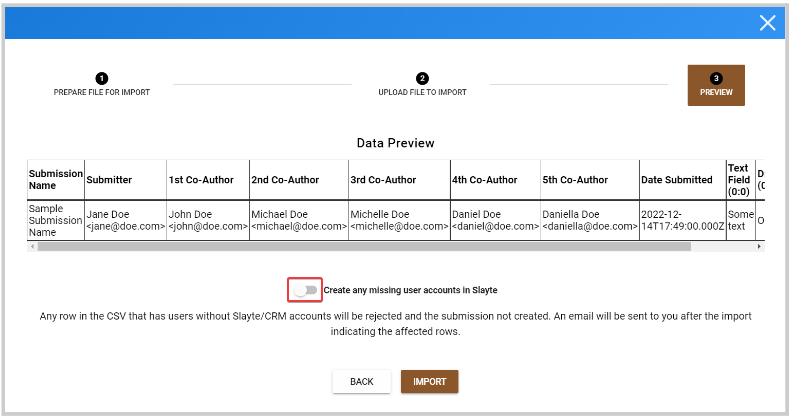 1
PREPARE FILE FOR IMPORT
2
UPLOAD FILE TO IMPORT
3
PREVIEW
Data Preview
Submission Name Submitter 1st Co-Author 2nd Co-Author 3rd Co-Author 4th Co-Author 5th Co-Author Date Submitted Text Field (0:0) D (0
Sample Submission Name Jane Doe <jane@doe.com> John Doe <john@doe.com> Michael Doe <michael@doe.com> Michelle Doe <michelle@doe.com> Daniel Doe <daniel@doe.com> Daniella Doe <daniella@doe.com> 2022-12-14T17:49:00.000Z Some text O
Create any missing user accounts in Slayte
Any row in the CSV that has users without Slayte/CRM accounts will be rejected and the submission not created. An email will be sent to you after the import
indicating the affected rows.
BACK
IMPORT